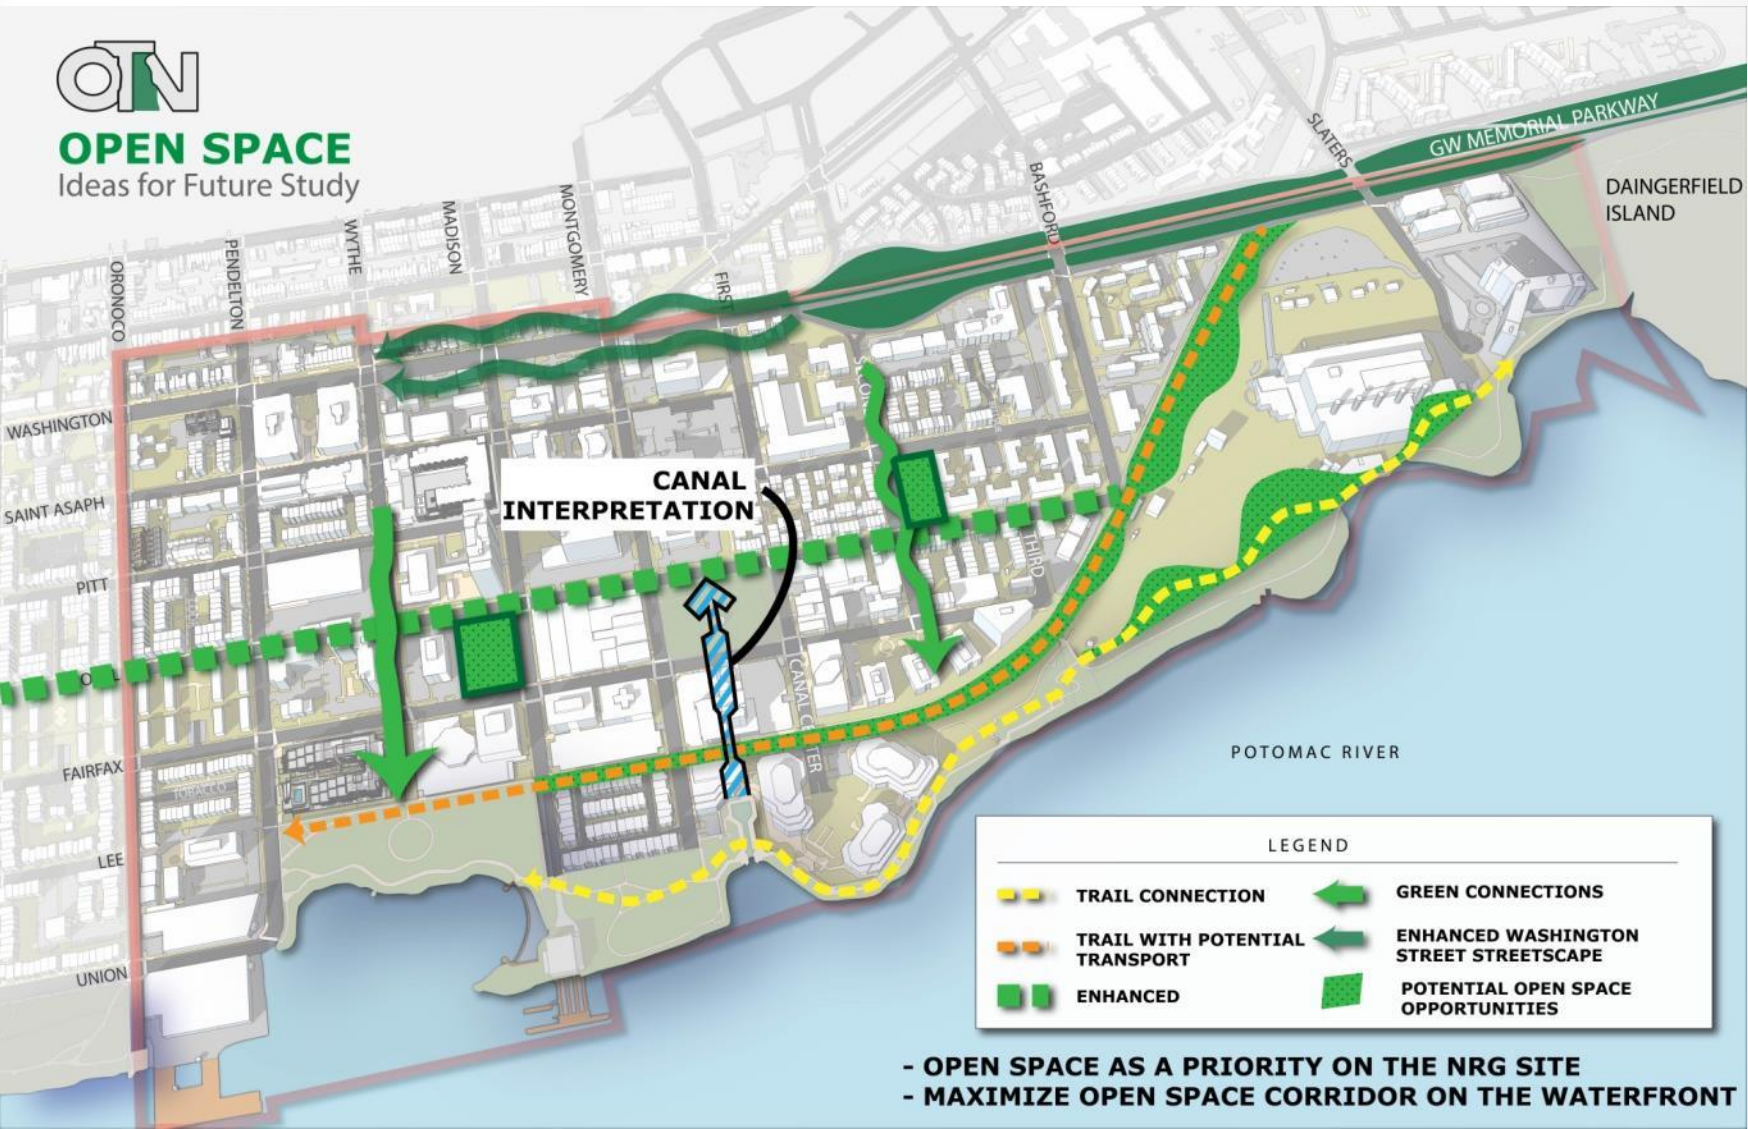 OTN
OPEN SPACE
Ideas for Future Study
ORONOCO
PENDELTON
WYTHE
MADISON
MONTGOMERY
FIRST
BASHFORD
SLATERS
GW MEMORIAL PARKWAY
DAINGERFIELD
ISLAND
WASHINGTON
SAINT ASAPH
PITT
FAIRFAX
TOBACCO
LEE
UNION
CANAL
INTERPRETATION
THIRD
POTOMAC RIVER
LEGEND
TRAIL CONNECTION
TRAIL WITH POTENTIAL
TRANSPORT
ENHANCED
GREEN CONNECTIONS
ENHANCED WASHINGTON
STREET STREETSCAPE
POTENTIAL OPEN SPACE
OPPORTUNITIES
- OPEN SPACE AS A PRIORITY ON THE NRG SITE
- MAXIMIZE OPEN SPACE CORRIDOR ON THE WATERFRONT